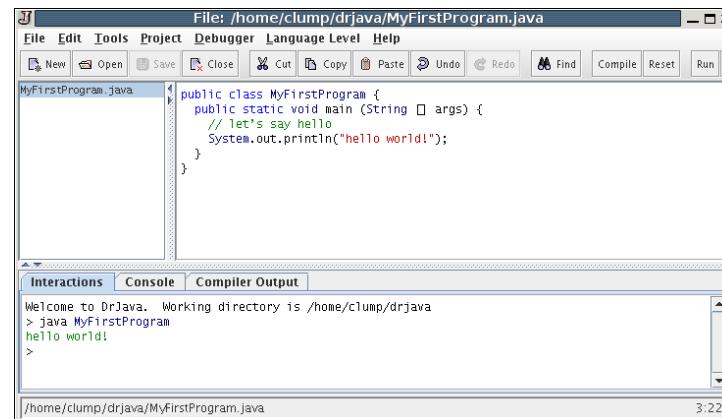 File: /home/clump/drjava/MyFirstProgram.java
File Edit Tools Project Debugger Language Level Help
New Open Save Close Cut Copy Paste Undo Redo Find Compile Reset Run
MyFirstProgram.java
public class MyFirstProgram {
public static void main (String [] args) {
// let's say hello
System.out.println("hello world!");
}
}
Interactions Console Compiler Output
Welcome to DrJava. Working directory is /home/clump/drjava
> java MyFirstProgram
hello world!
>
/home/clump/drjava/MyFirstProgram.java 3:22